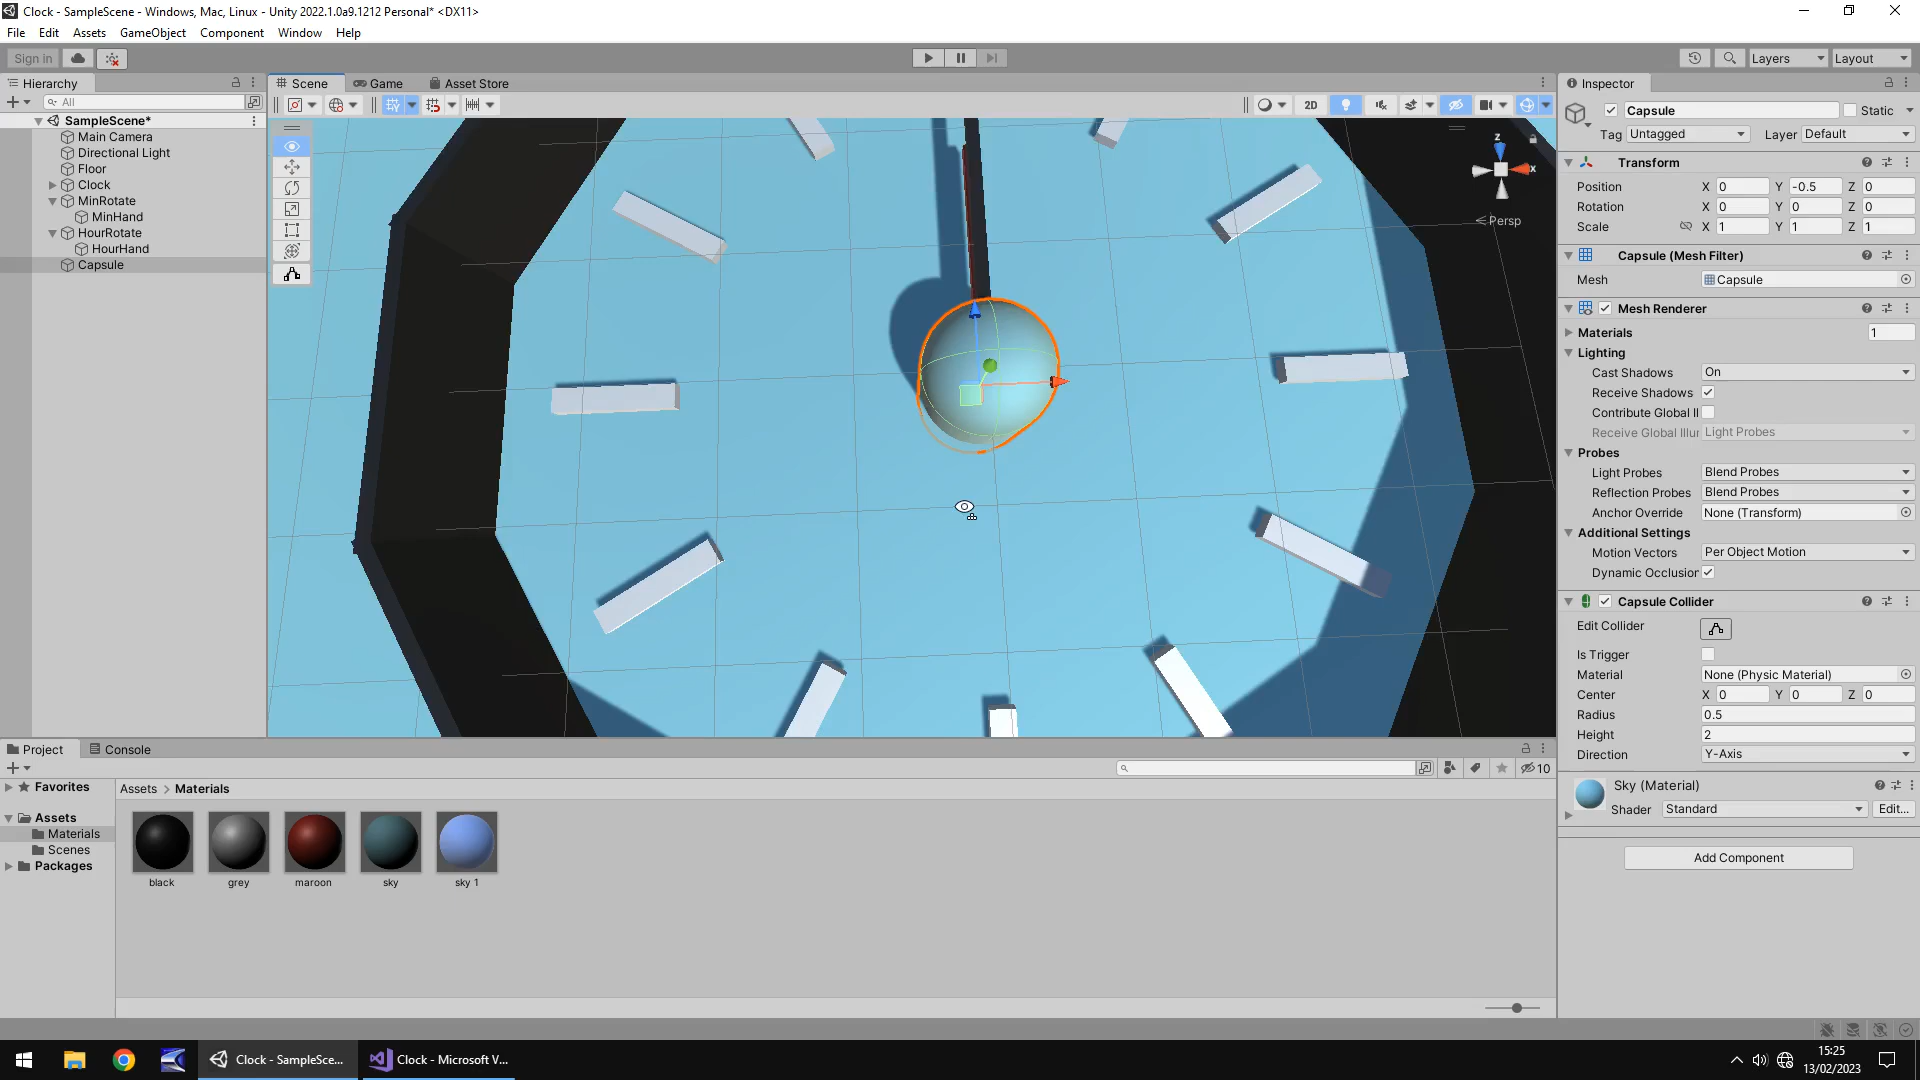 Clock - SampleScene - Windows, Mac, Linux - Unity 2022.1.0a9.1212 Personal* <DX11>
File Edit Assets GameObject Component Window Help
Sign in
Layers
Layout
Hierarchy
All
SampleScene*
Main Camera
Directional Light
Floor
Clock
MinRotate
MinHand
HourRotate
HourHand
Capsule
Scene Game Asset Store
2D
z
x
Persp
Inspector
Capsule
Static
Tag Untagged Layer Default
Transform
Position X 0 Y -0.5 Z 0
Rotation X 0 Y 0 Z 0
Scale X 1 Y 1 Z 1
Capsule (Mesh Filter)
Mesh Capsule
Mesh Renderer
Materials 1
Lighting
Cast Shadows On
Receive Shadows
Contribute Global Il
Receive Global Illur Light Probes
Probes
Light Probes Blend Probes
Reflection Probes Blend Probes
Anchor Override None (Transform)
Additional Settings
Motion Vectors Per Object Motion
Dynamic Occlusion
Capsule Collider
Edit Collider
Is Trigger
Material None (Physic Material)
Center X 0 Y 0 Z 0
Radius 0.5
Height 2
Direction Y-Axis
Sky (Material)
Shader Standard Edit...
Add Component
Project Console
10
Favorites
Assets
Materials
Scenes
Packages
Assets > Materials
black grey maroon sky sky 1
Clock - SampleSce...
Clock - Microsoft V...
15:25
13/02/2023